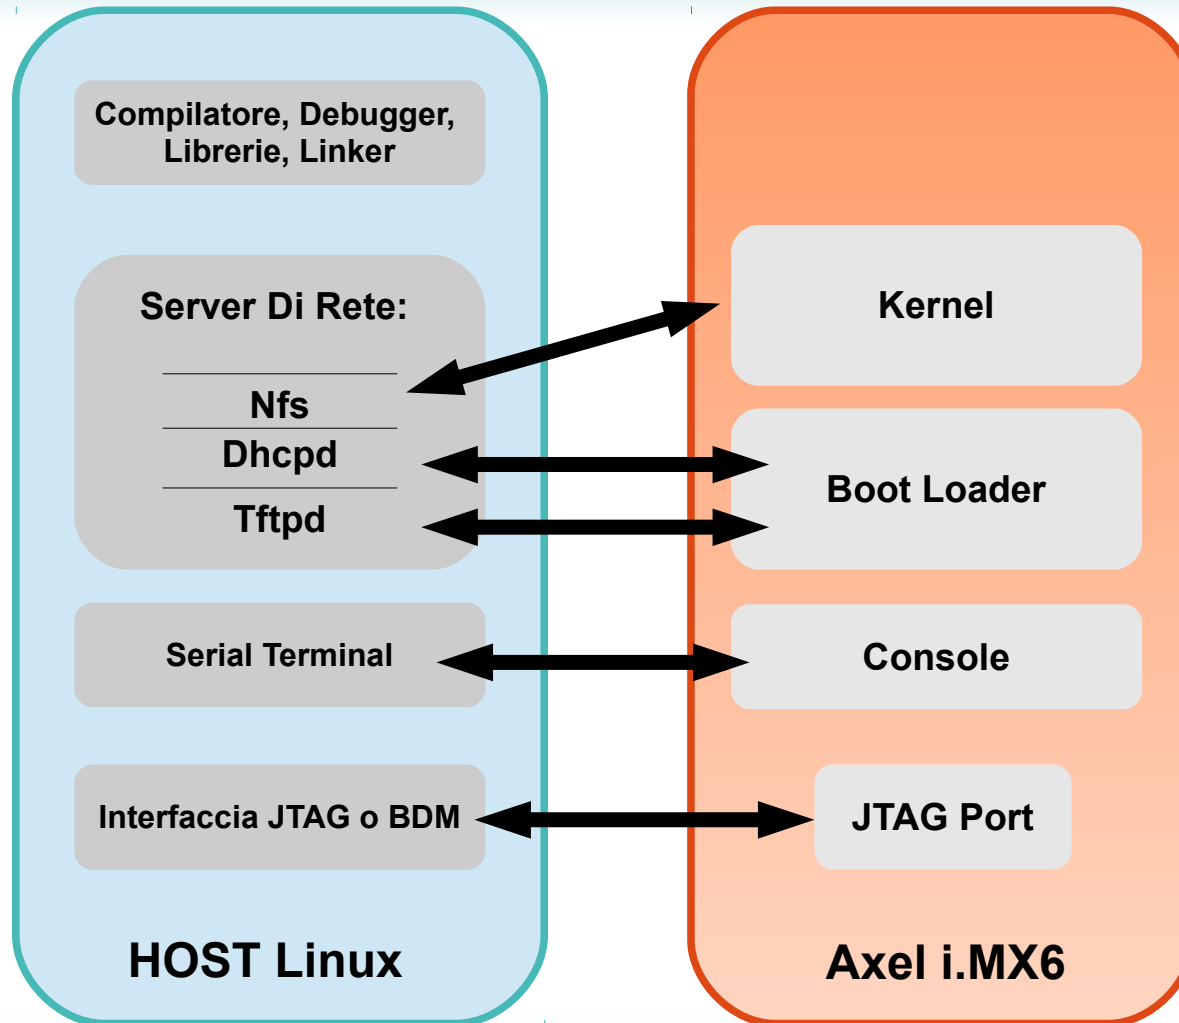 Compilatore, Debugger,
Librerie, Linker
Server Di Rete:
Nfs
Dhcpd
Tftpd
Serial Terminal
Interfaccia JTAG o BDM
HOST Linux
Kernel
Boot Loader
Console
JTAG Port
Axel i.MX6